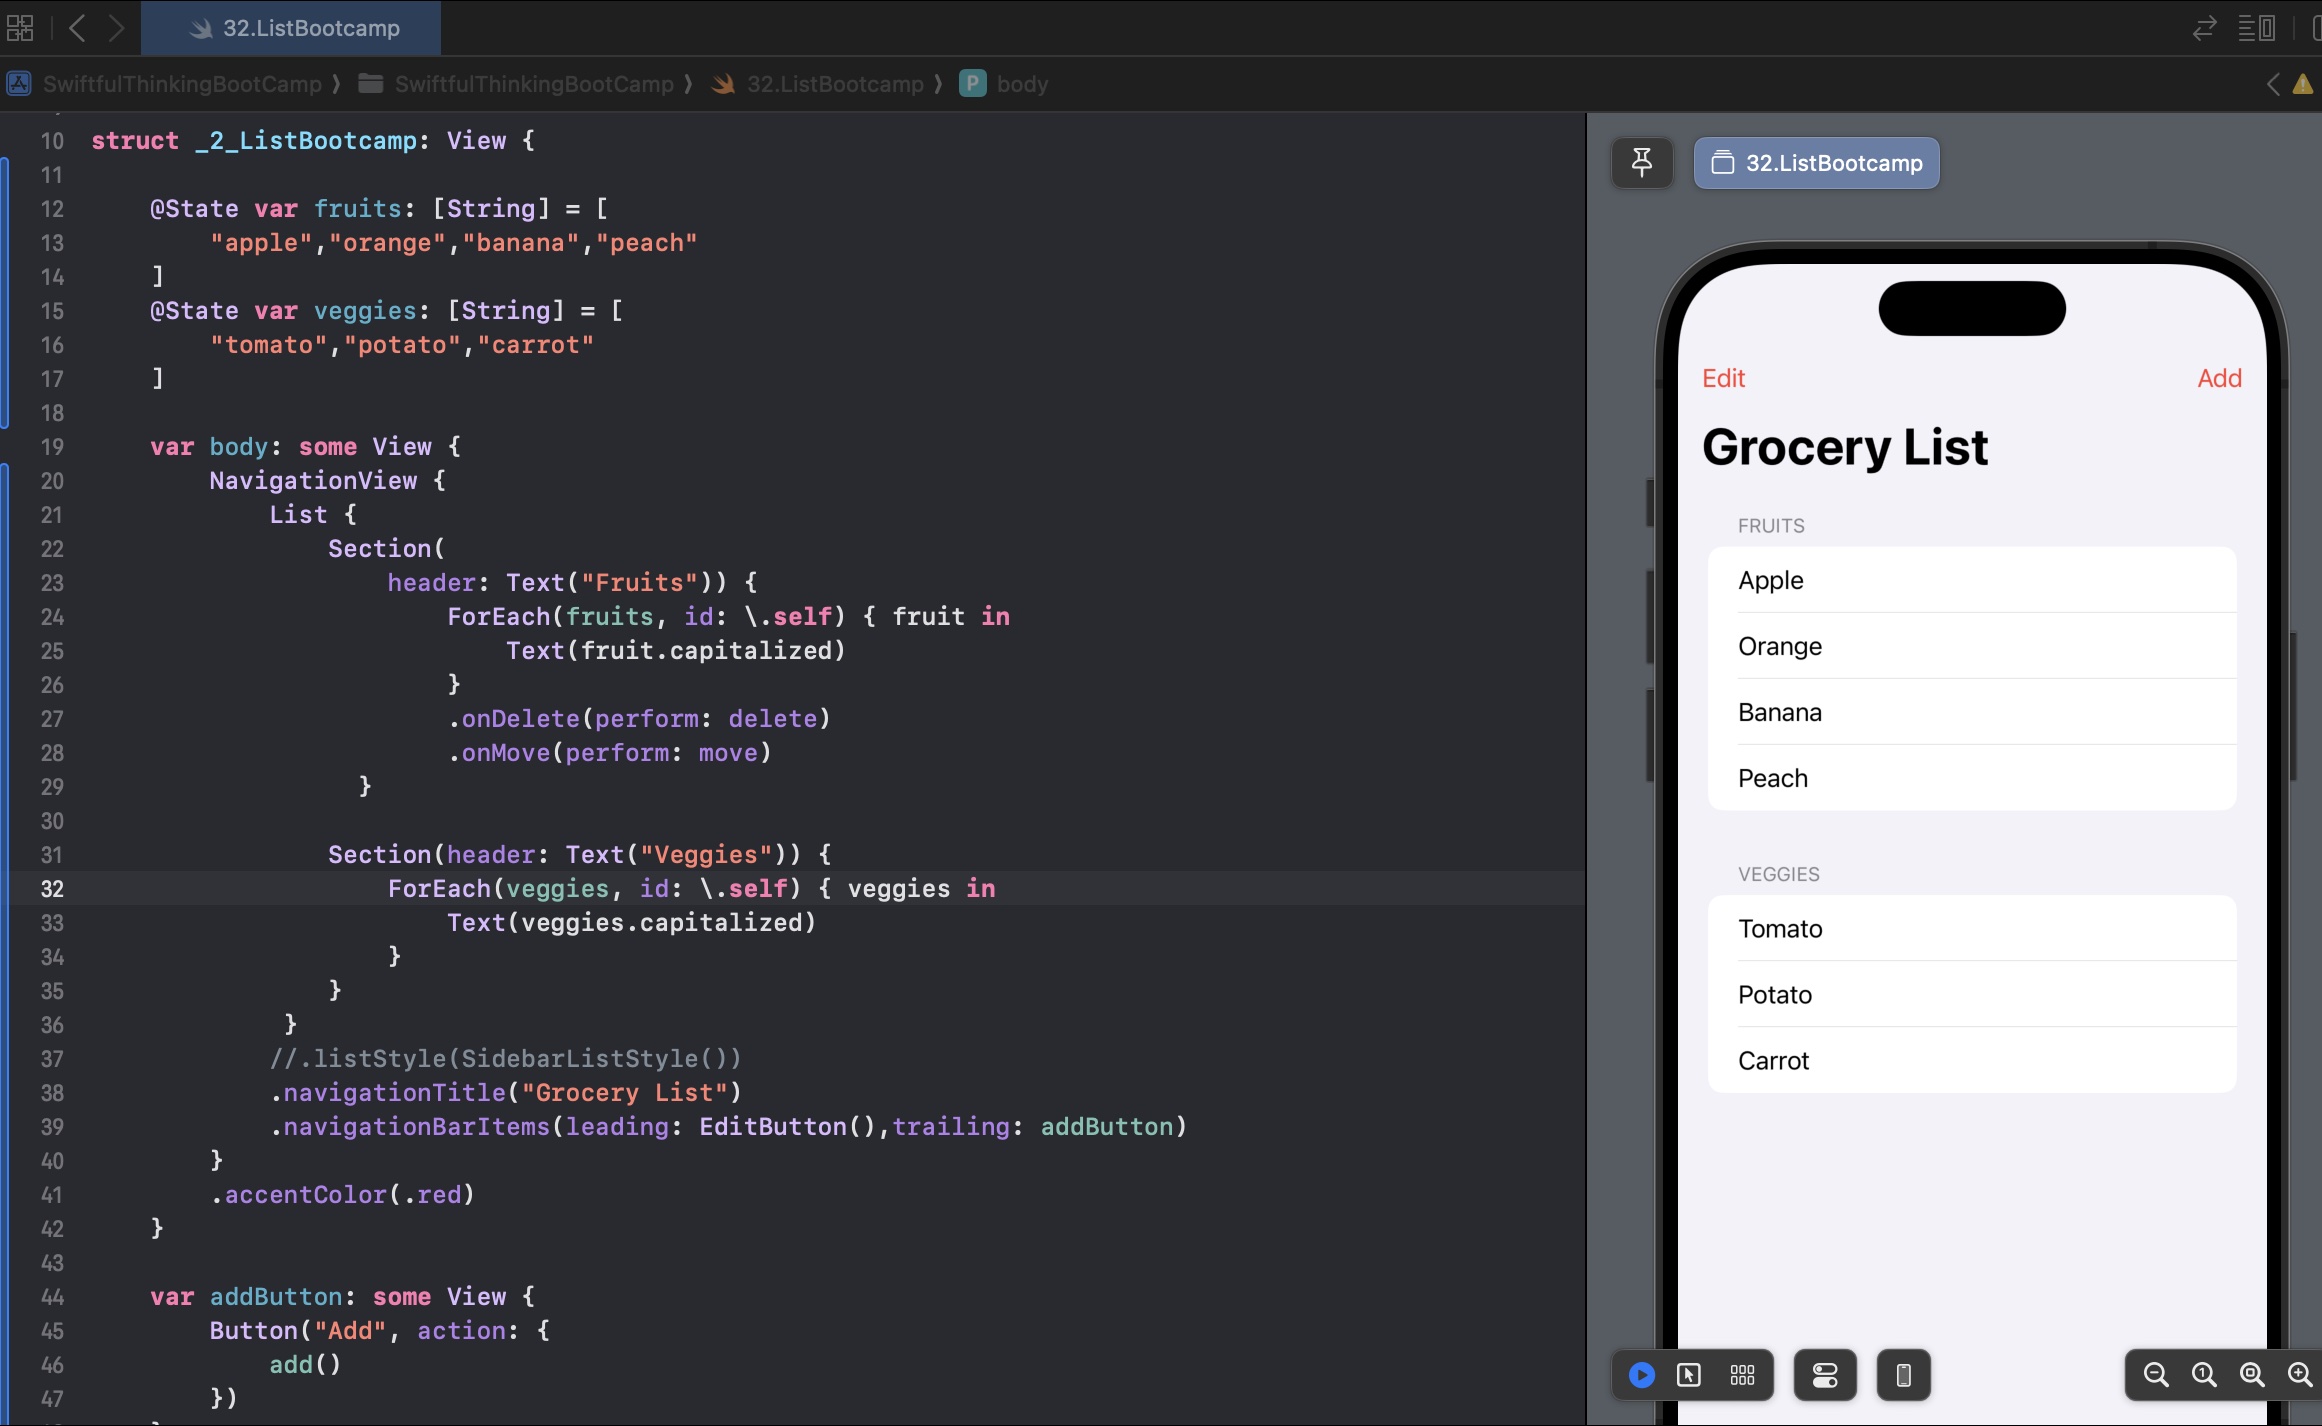 32.ListBootcamp
SwiftfulThinkingBootCamp ⟩ SwiftfulThinkingBootCamp ⟩ 32.ListBootcamp ⟩ P body
10 struct _2_ListBootcamp: View {
11
12 @State var fruits: [String] = [
13 "apple","orange","banana","peach"
14 ]
15 @State var veggies: [String] = [
16 "tomato","potato","carrot"
17 ]
18
19 var body: some View {
20 NavigationView {
21 List {
22 Section(
23 header: Text("Fruits")) {
24 ForEach(fruits, id: \.self) { fruit in
25 Text(fruit.capitalized)
26 }
27 .onDelete(perform: delete)
28 .onMove(perform: move)
29 }
30
31 Section(header: Text("Veggies")) {
32 ForEach(veggies, id: \.self) { veggies in
33 Text(veggies.capitalized)
34 }
35 }
36 }
37 //.listStyle(SidebarListStyle())
38 .navigationTitle("Grocery List")
39 .navigationBarItems(leading: EditButton(),trailing: addButton)
40 }
41 .accentColor(.red)
42 }
43
44 var addButton: some View {
45 Button("Add", action: {
46 add()
47 })
32.ListBootcamp
Edit Add
Grocery List
FRUITS
Apple
Orange
Banana
Peach
VEGGIES
Tomato
Potato
Carrot